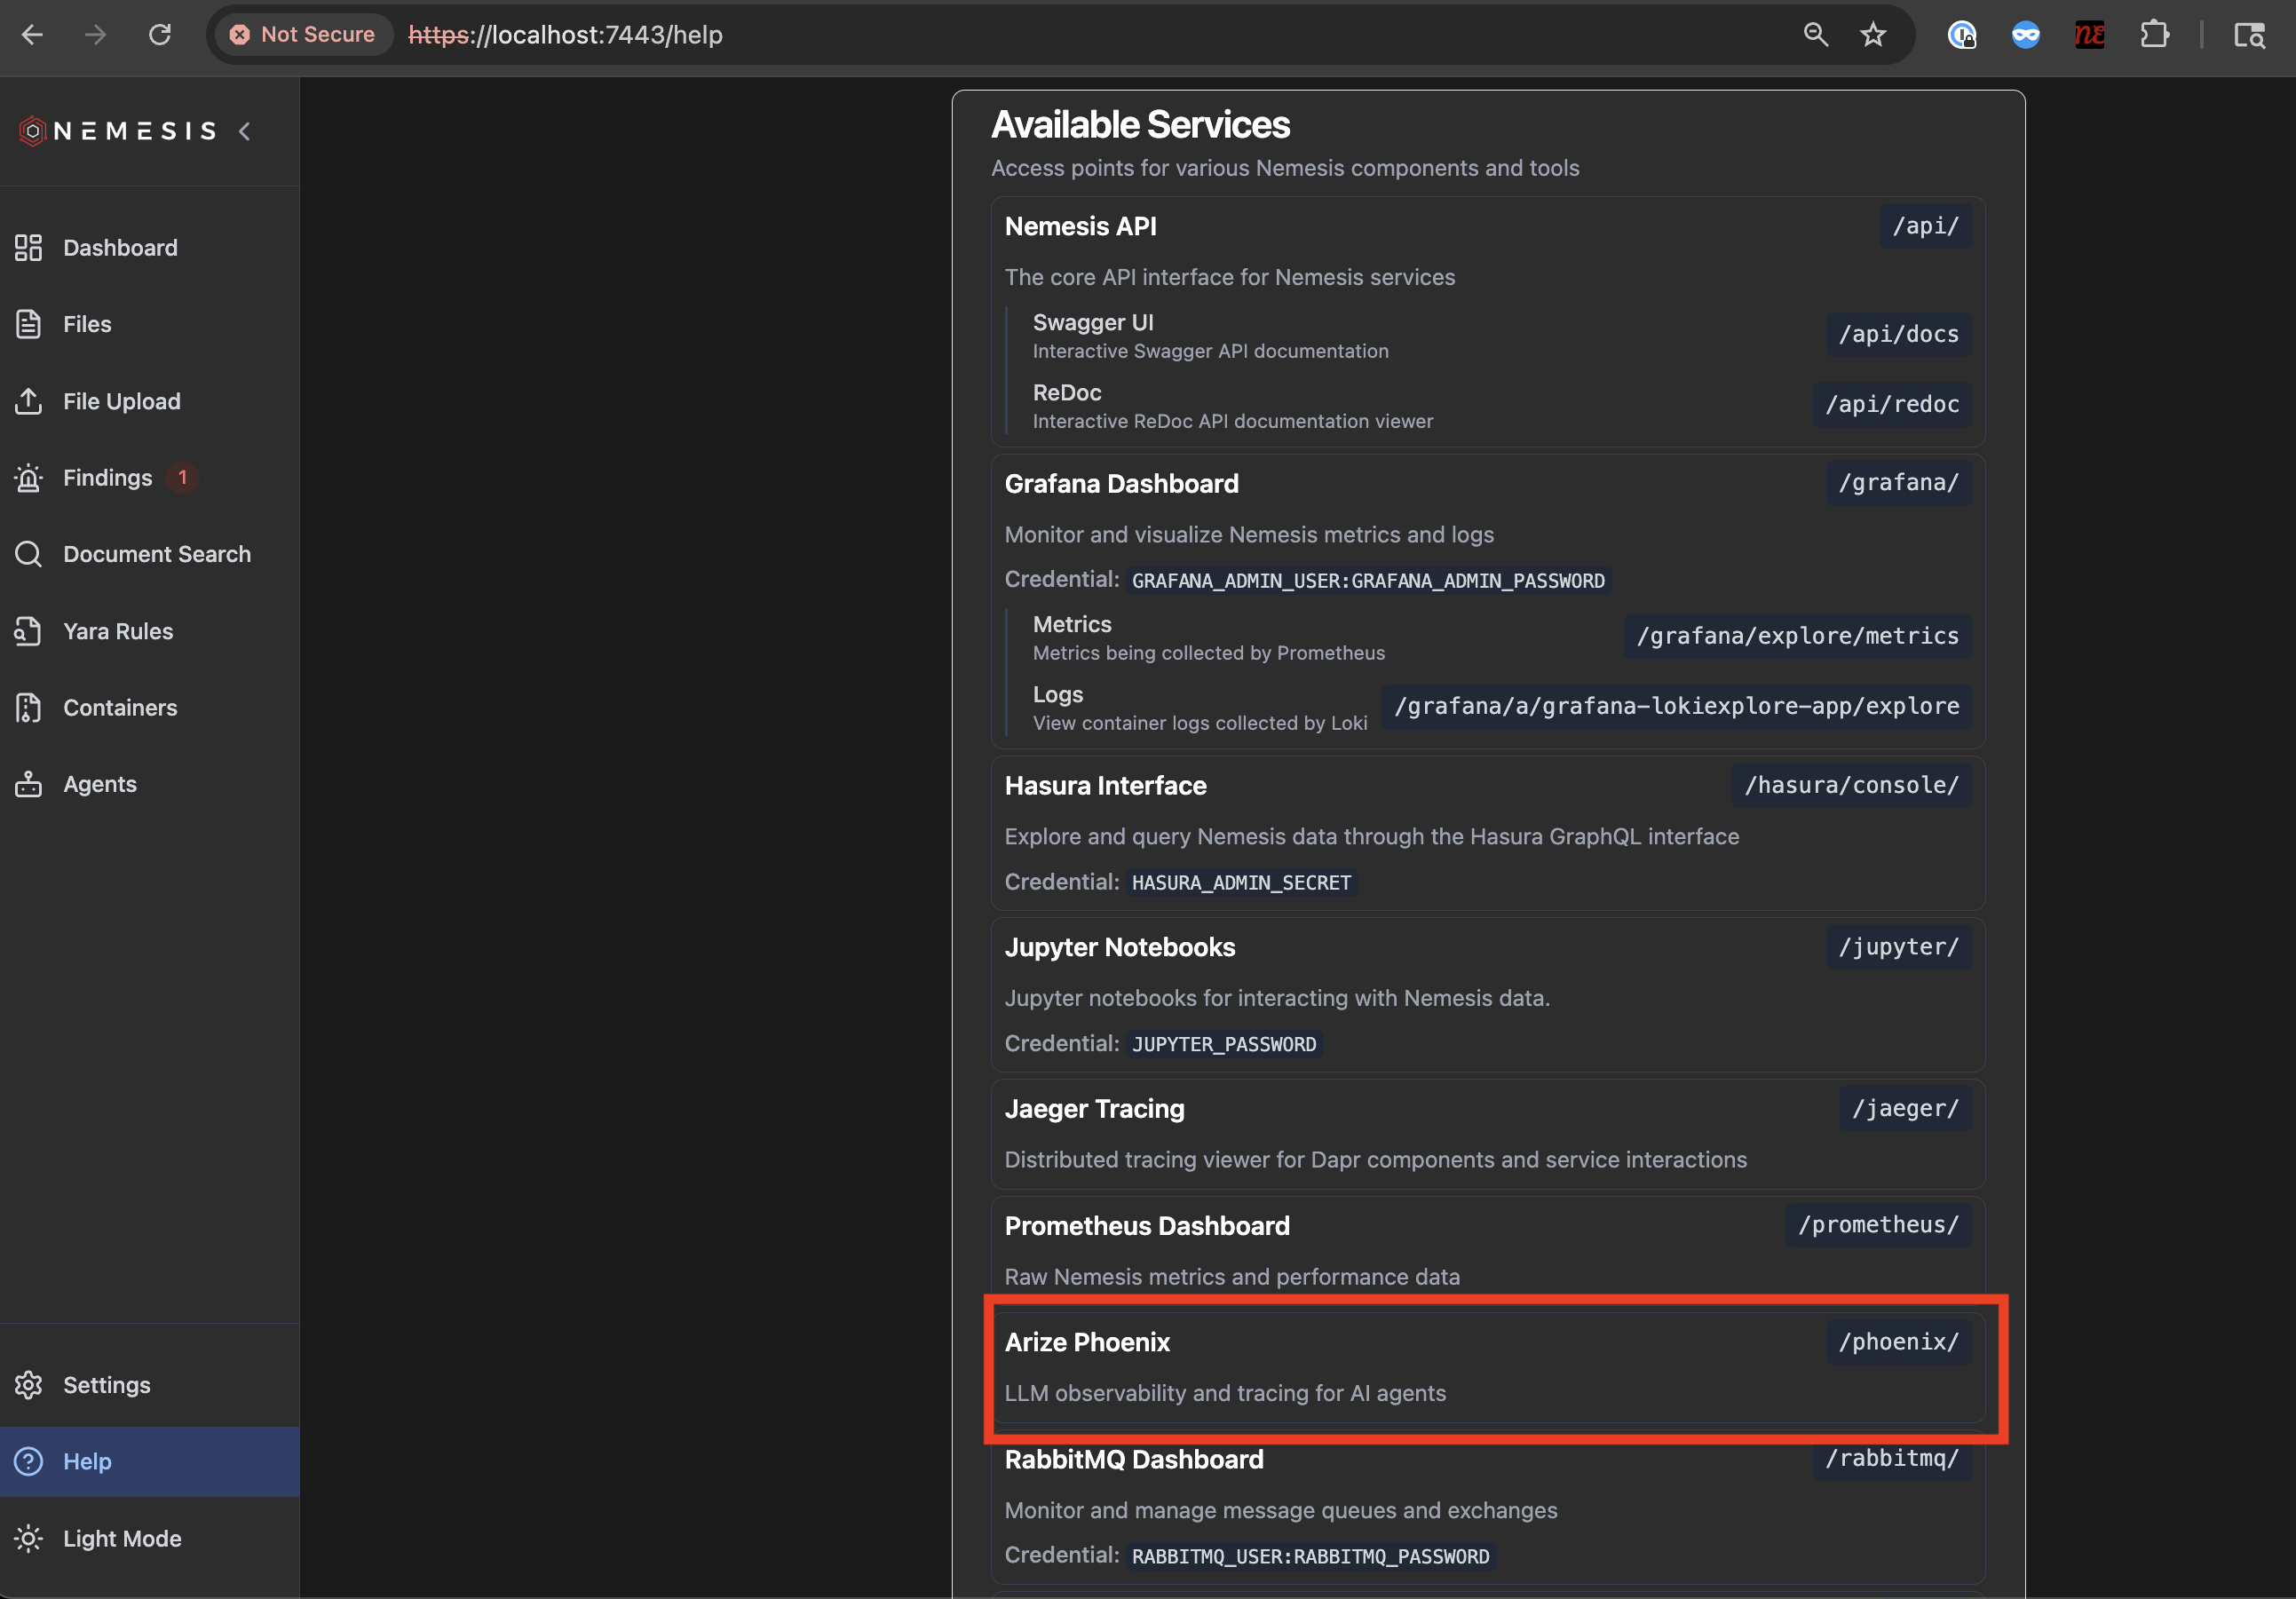 Not Secure https://localhost:7443/help
NEMESIS
Dashboard
Files
File Upload
Findings 1
Document Search
Yara Rules
Containers
Agents
Settings
Help
Light Mode
Available Services
Access points for various Nemesis components and tools
Nemesis API /api/
The core API interface for Nemesis services
Swagger UI
Interactive Swagger API documentation
/api/docs
ReDoc
Interactive ReDoc API documentation viewer
/api/redoc
Grafana Dashboard /grafana/
Monitor and visualize Nemesis metrics and logs
Credential: GRAFANA_ADMIN_USER:GRAFANA_ADMIN_PASSWORD
Metrics
Metrics being collected by Prometheus
/grafana/explore/metrics
Logs
View container logs collected by Loki
/grafana/a/grafana-lokiexplore-app/explore
Hasura Interface /hasura/console/
Explore and query Nemesis data through the Hasura GraphQL interface
Credential: HASURA_ADMIN_SECRET
Jupyter Notebooks /jupyter/
Jupyter notebooks for interacting with Nemesis data.
Credential: JUPYTER_PASSWORD
Jaeger Tracing /jaeger/
Distributed tracing viewer for Dapr components and service interactions
Prometheus Dashboard /prometheus/
Raw Nemesis metrics and performance data
Arize Phoenix /phoenix/
LLM observability and tracing for AI agents
RabbitMQ Dashboard /rabbitmq/
Monitor and manage message queues and exchanges
Credential: RABBITMQ_USER:RABBITMQ_PASSWORD